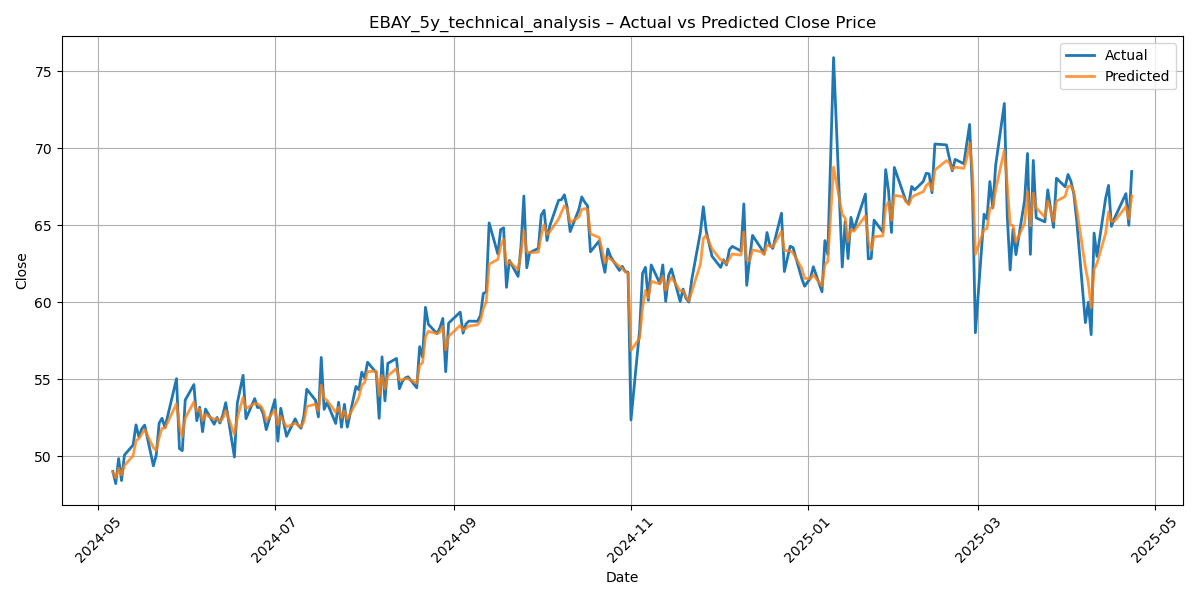 EBAY_5y_technical_analysis – Actual vs Predicted Close Price
Actual
Predicted
Close
75
70
65
60
55
50
2024-05
2024-07
2024-09
2024-11
2025-01
2025-03
2025-05
Date